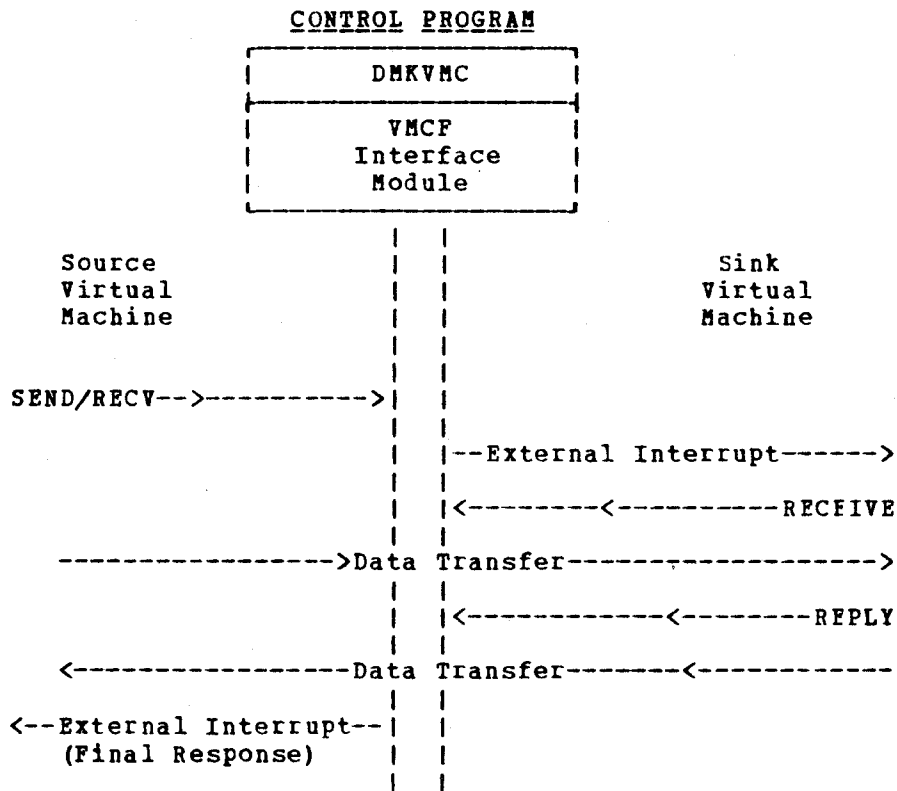 CONTROL PROGRAM
DMKVMC
VMCF
Interface
Module
Source
Virtual
Machine
Sink
Virtual
Machine
SEND/RECV-->---------->
--External Interrupt------>
<--------<----------RECEIVE
---------------->Data Transfer------------------->
<-----------<-------REPLY
<----------------Data Transfer-------<----------
<--External Interrupt--
(Final Response)